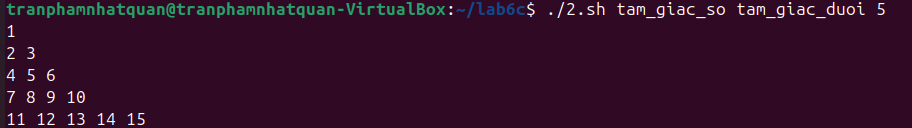 tranphamnhatquan@tranphamnhatquan-VirtualBox:~/lab6c$ ./2.sh tam_giac_so tam_giac_duoi 5
1
2 3
4 5 6
7 8 9 10
11 12 13 14 15